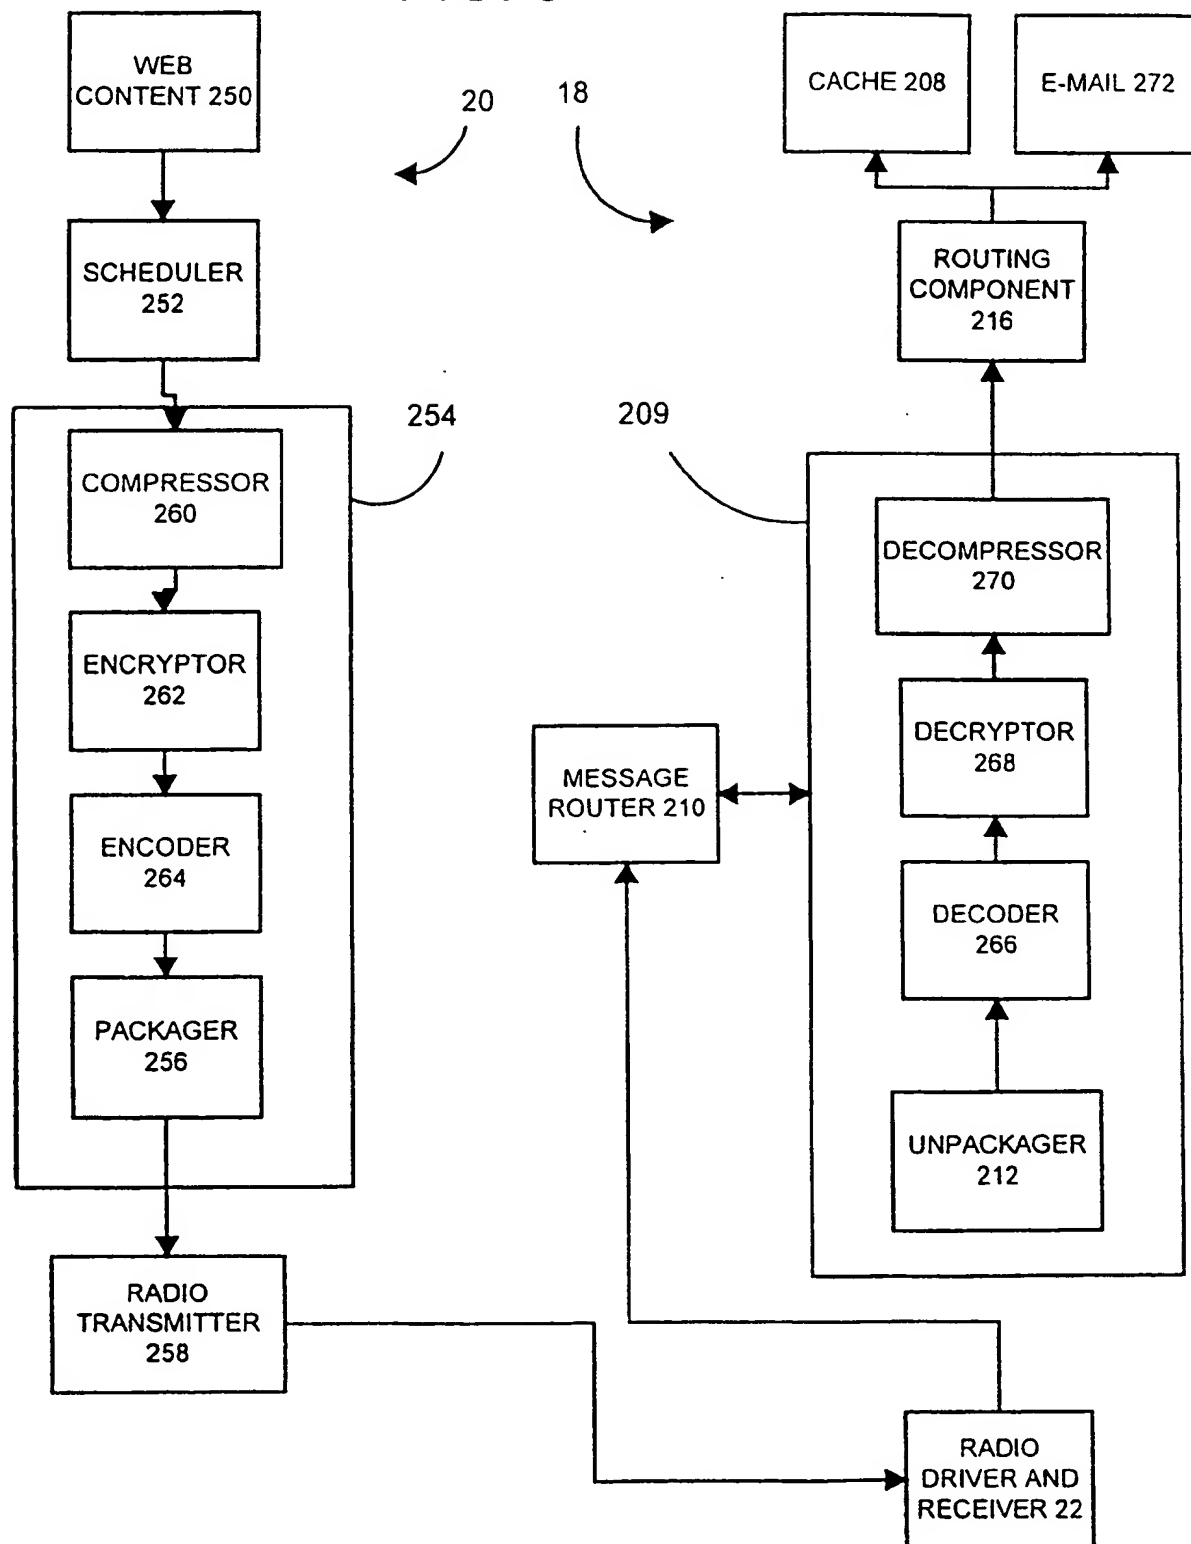 WEB
CONTENT 250
SCHEDULER
252
COMPRESSOR
260
ENCRYPTOR
262
ENCODER
264
PACKAGER
256
RADIO
TRANSMITTER
258
20
18
254
209
CACHE 208
E-MAIL 272
ROUTING
COMPONENT
216
DECOMPRESSOR
270
DECRYPTOR
268
DECODER
266
UNPACKAGER
212
MESSAGE
ROUTER 210
RADIO
DRIVER AND
RECEIVER 22